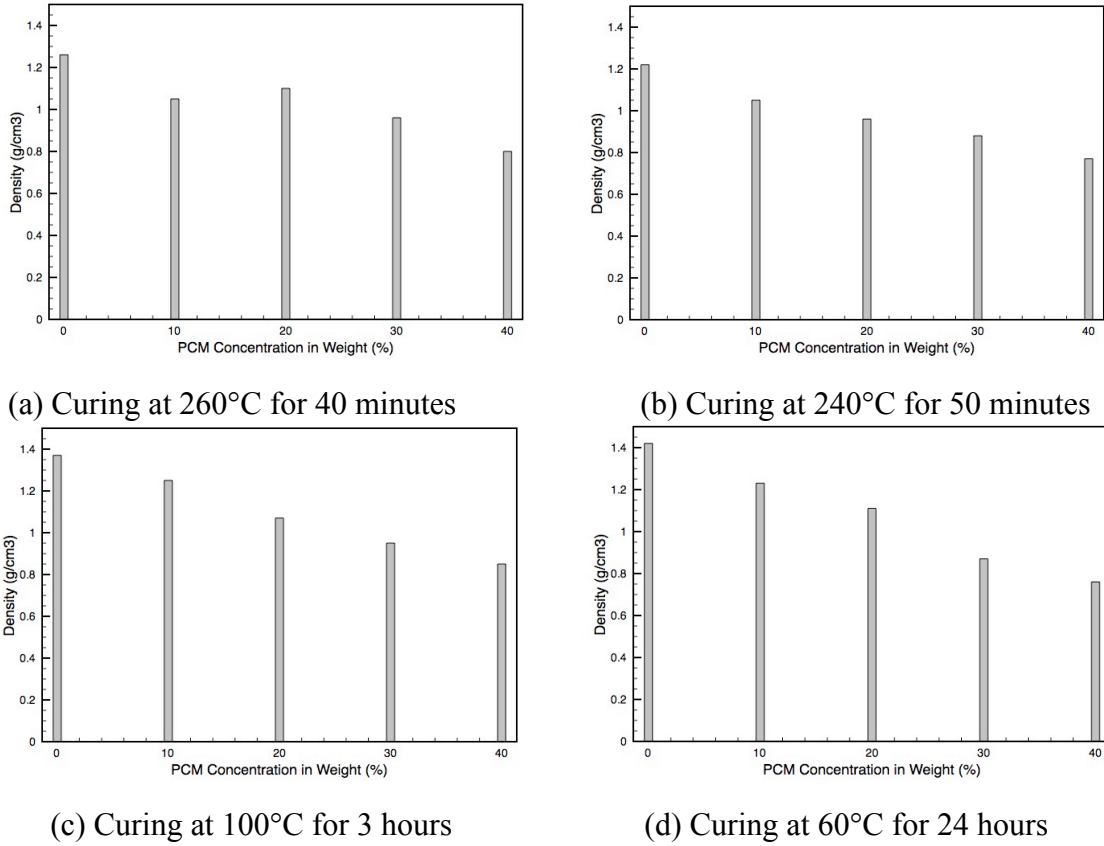 1.4
1.2
1
0.8
0.6
0.4
0.2
0
Density (g/cm3)
0 10 20 30 40
PCM Concentration in Weight (%)
(a) Curing at 260°C for 40 minutes
1.4
1.2
1
0.8
0.6
0.4
0.2
0
Density (g/cm3)
0 10 20 30 40
PCM Concentration in Weight (%)
(b) Curing at 240°C for 50 minutes
1.4
1.2
1
0.8
0.6
0.4
0.2
0
Density (g/cm3)
0 10 20 30 40
PCM Concentration in Weight (%)
(c) Curing at 100°C for 3 hours
1.4
1.2
1
0.8
0.6
0.4
0.2
0
Density (g/cm3)
0 10 20 30 40
PCM Concentration in Weight (%)
(d) Curing at 60°C for 24 hours